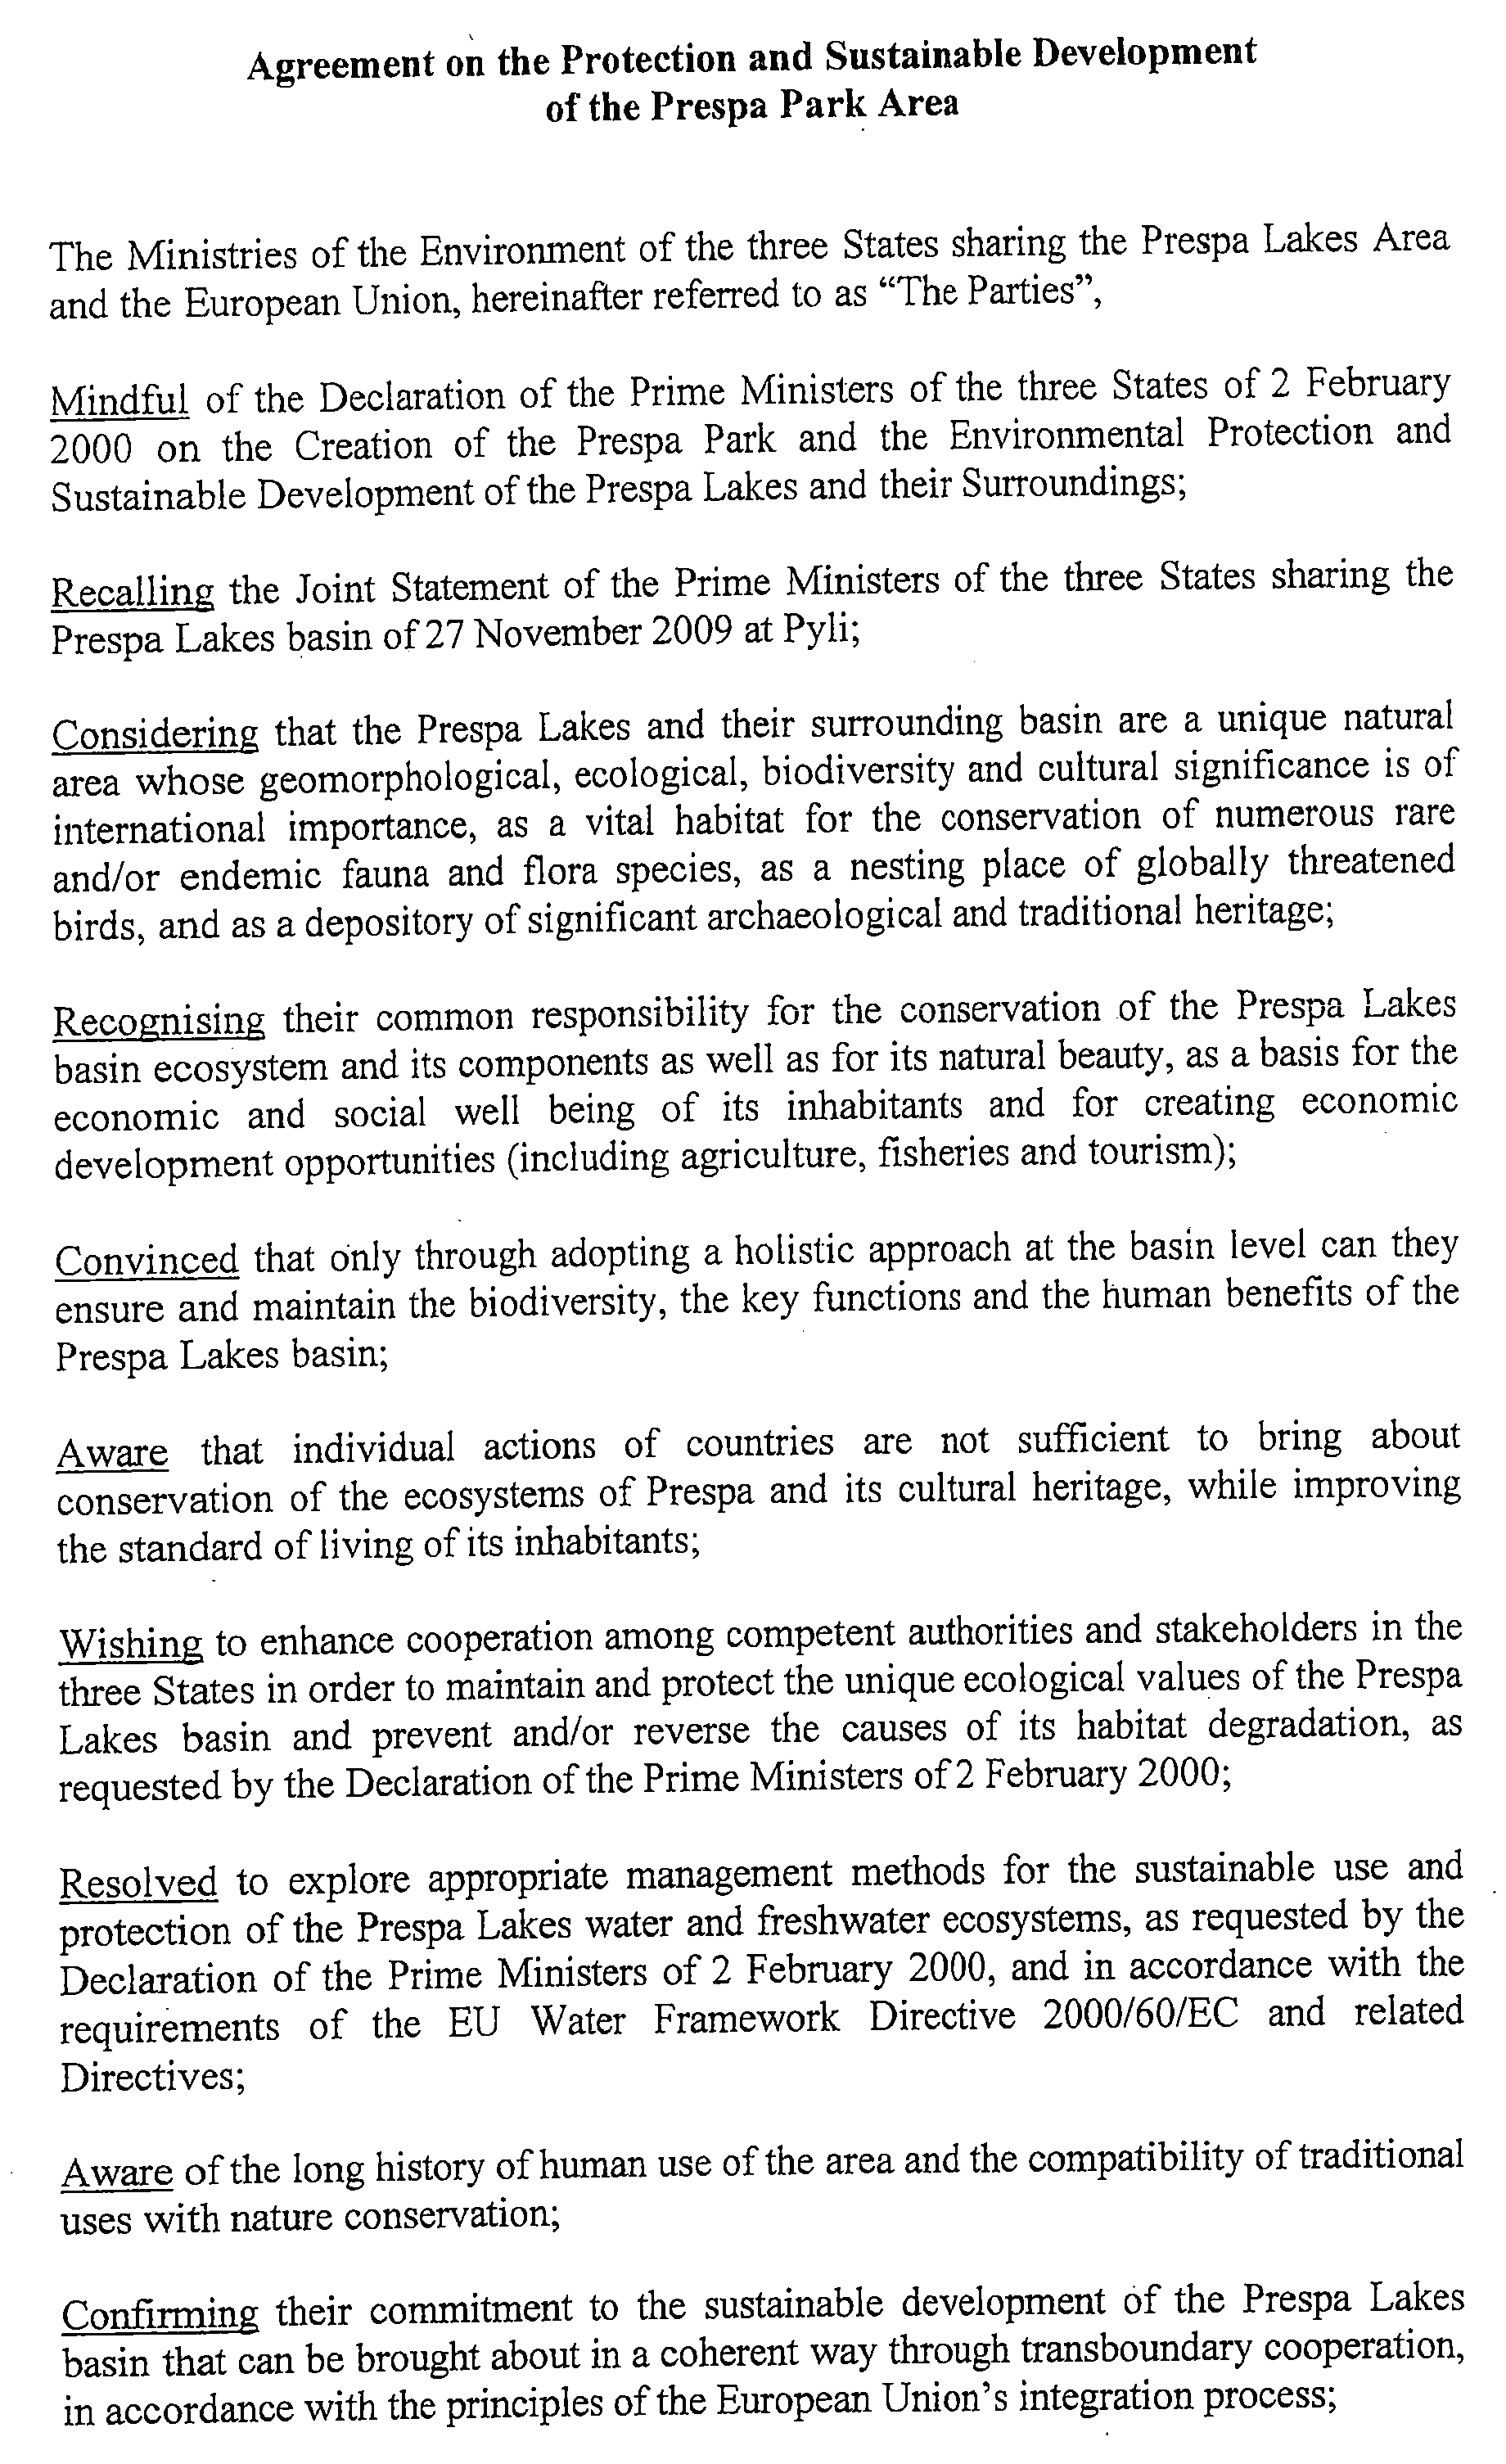 Agreement on the Protection and Sustainable Development
of the Prespa Park Area
The Ministries of the Environment of the three States sharing the Prespa Lakes Area
and the European Union, hereinafter referred to as “The Parties”,
Mindful of the Declaration of the Prime Ministers of the three States of 2 February
2000 on the Creation of the Prespa Park and the Environmental Protection and
Sustainable Development of the Prespa Lakes and their Surroundings;
Recalling the Joint Statement of the Prime Ministers of the three States sharing the
Prespa Lakes basin of 27 November 2009 at Pyli;
Considering that the Prespa Lakes and their surrounding basin are a unique natural
area whose geomorphological, ecological, biodiversity and cultural significance is of
international importance, as a vital habitat for the conservation of numerous rare
and/or endemic fauna and flora species, as a nesting place of globally threatened
birds, and as a depository of significant archaeological and traditional heritage;
Recognising their common responsibility for the conservation of the Prespa Lakes
basin ecosystem and its components as well as for its natural beauty, as a basis for the
economic and social well being of its inhabitants and for creating economic
development opportunities (including agriculture, fisheries and tourism);
Convinced that only through adopting a holistic approach at the basin level can they
ensure and maintain the biodiversity, the key functions and the human benefits of the
Prespa Lakes basin;
Aware that individual actions of countries are not sufficient to bring about
conservation of the ecosystems of Prespa and its cultural heritage, while improving
the standard of living of its inhabitants;
Wishing to enhance cooperation among competent authorities and stakeholders in the
three States in order to maintain and protect the unique ecological values of the Prespa
Lakes basin and prevent and/or reverse the causes of its habitat degradation, as
requested by the Declaration of the Prime Ministers of 2 February 2000;
Resolved to explore appropriate management methods for the sustainable use and
protection of the Prespa Lakes water and freshwater ecosystems, as requested by the
Declaration of the Prime Ministers of 2 February 2000, and in accordance with the
requirements of the EU Water Framework Directive 2000/60/EC and related
Directives;
Aware of the long history of human use of the area and the compatibility of traditional
uses with nature conservation;
Confirming their commitment to the sustainable development of the Prespa Lakes
basin that can be brought about in a coherent way through transboundary cooperation,
in accordance with the principles of the European Union’s integration process;